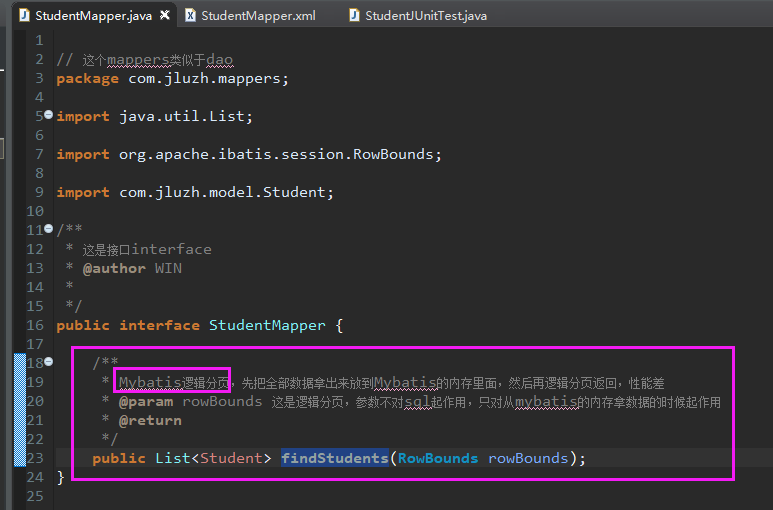 StudentMapper.java StudentMapper.xml StudentJUnitTest.java
1
2 // 这个mappers类似于dao
3 package com.jluzh.mappers;
4
5 import java.util.List;
6
7 import org.apache.ibatis.session.RowBounds;
8
9 import com.jluzh.model.Student;
10
11 /**
12 * 这是接口interface
13 * @author WIN
14 *
15 */
16 public interface StudentMapper {
17
18 /**
19 * Mybatis逻辑分页，先把全部数据拿出来放到Mybatis的内存里面，然后再逻辑分页返回，性能差
20 * @param rowBounds 这是逻辑分页，参数不对sql起作用，只对从mybatis的内存拿数据的时候起作用
21 * @return
22 */
23 public List<Student> findStudents(RowBounds rowBounds);
24 }
25